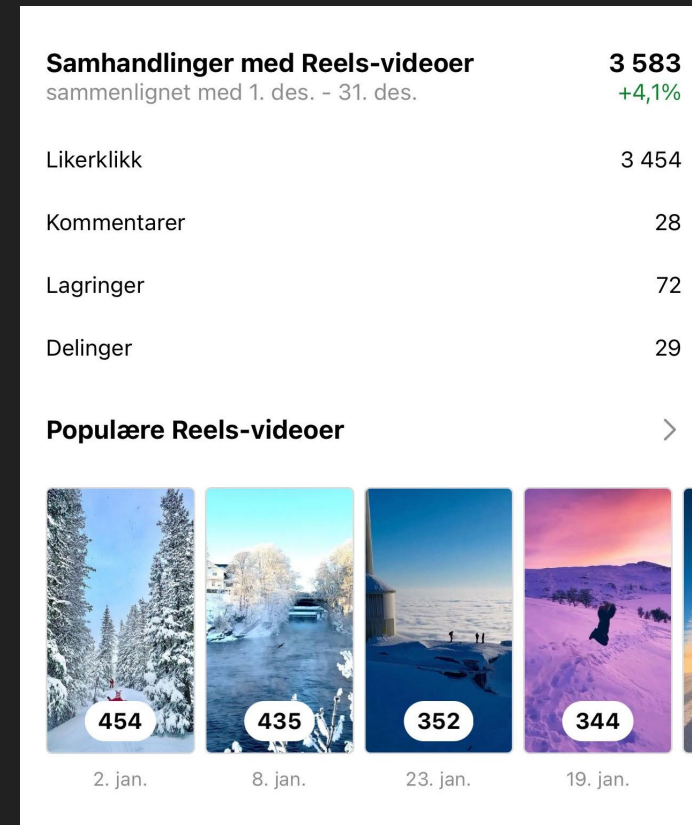 Samhandlinger med Reels-videoer 3 583
sammenlignet med 1. des. - 31. des. +4,1%
Likerklikk 3 454
Kommentarer 28
Lagringer 72
Delinger 29
Populære Reels-videoer
454 435 352 344
2. jan. 8. jan. 23. jan. 19. jan.